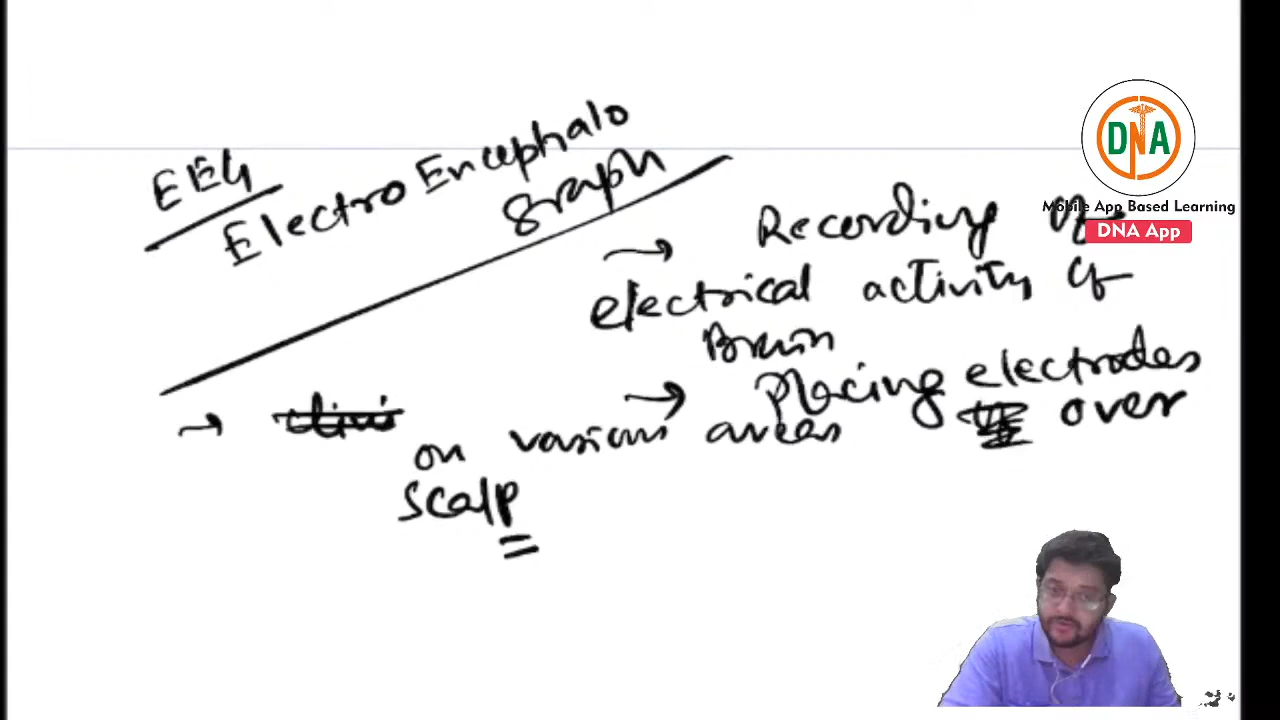 EEG
Electro Encephalo
graph
→ Recording of
electrical activity of
Brain
→ Placing electrodes
→ over
on various areas
scalp
DNA
Mobile App Based Learning
DNA App